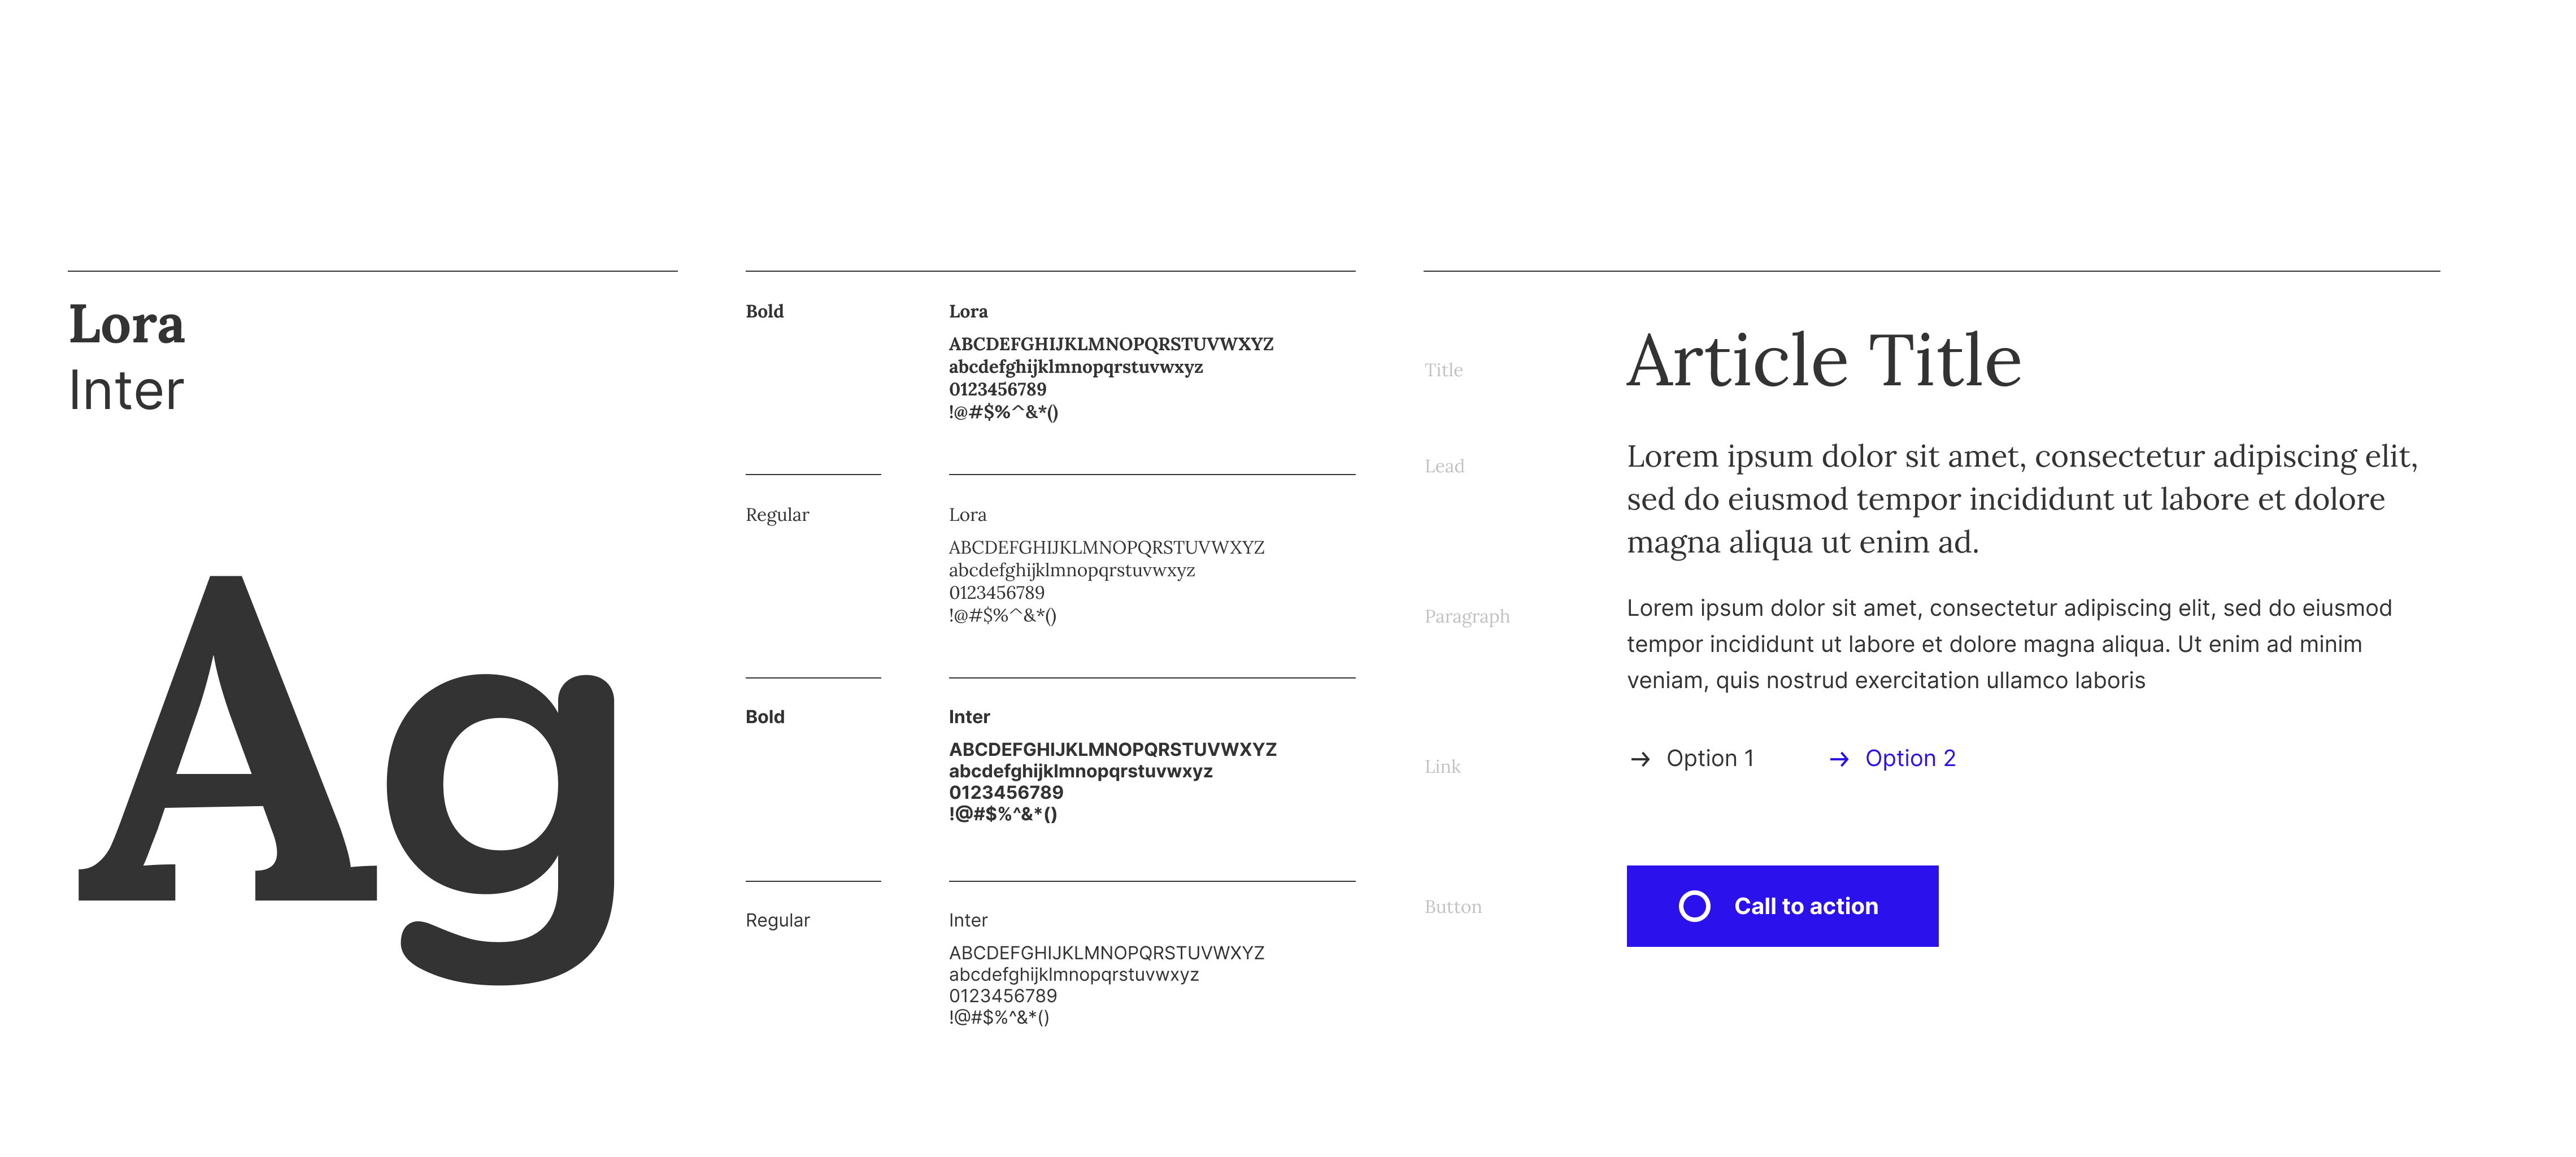 Lora
Inter
Ag
Bold
Lora
ABCDEFGHIJKLMNOPQRSTUVWXYZ
abcdefghijklmnopqrstuvwxyz
0123456789
!@#$%^&*()
Regular
Lora
ABCDEFGHIJKLMNOPQRSTUVWXYZ
abcdefghijklmnopqrstuvwxyz
0123456789
!@#$%^&*()
Bold
Inter
ABCDEFGHIJKLMNOPQRSTUVWXYZ
abcdefghijklmnopqrstuvwxyz
0123456789
!@#$%^&*()
Regular
Inter
ABCDEFGHIJKLMNOPQRSTUVWXYZ
abcdefghijklmnopqrstuvwxyz
0123456789
!@#$%^&*()
Title
Article Title
Lead
Lorem ipsum dolor sit amet, consectetur adipiscing elit,
sed do eiusmod tempor incididunt ut labore et dolore
magna aliqua ut enim ad.
Paragraph
Lorem ipsum dolor sit amet, consectetur adipiscing elit, sed do eiusmod
tempor incididunt ut labore et dolore magna aliqua. Ut enim ad minim
veniam, quis nostrud exercitation ullamco laboris
Link
→ Option 1
→ Option 2
Button
Call to action